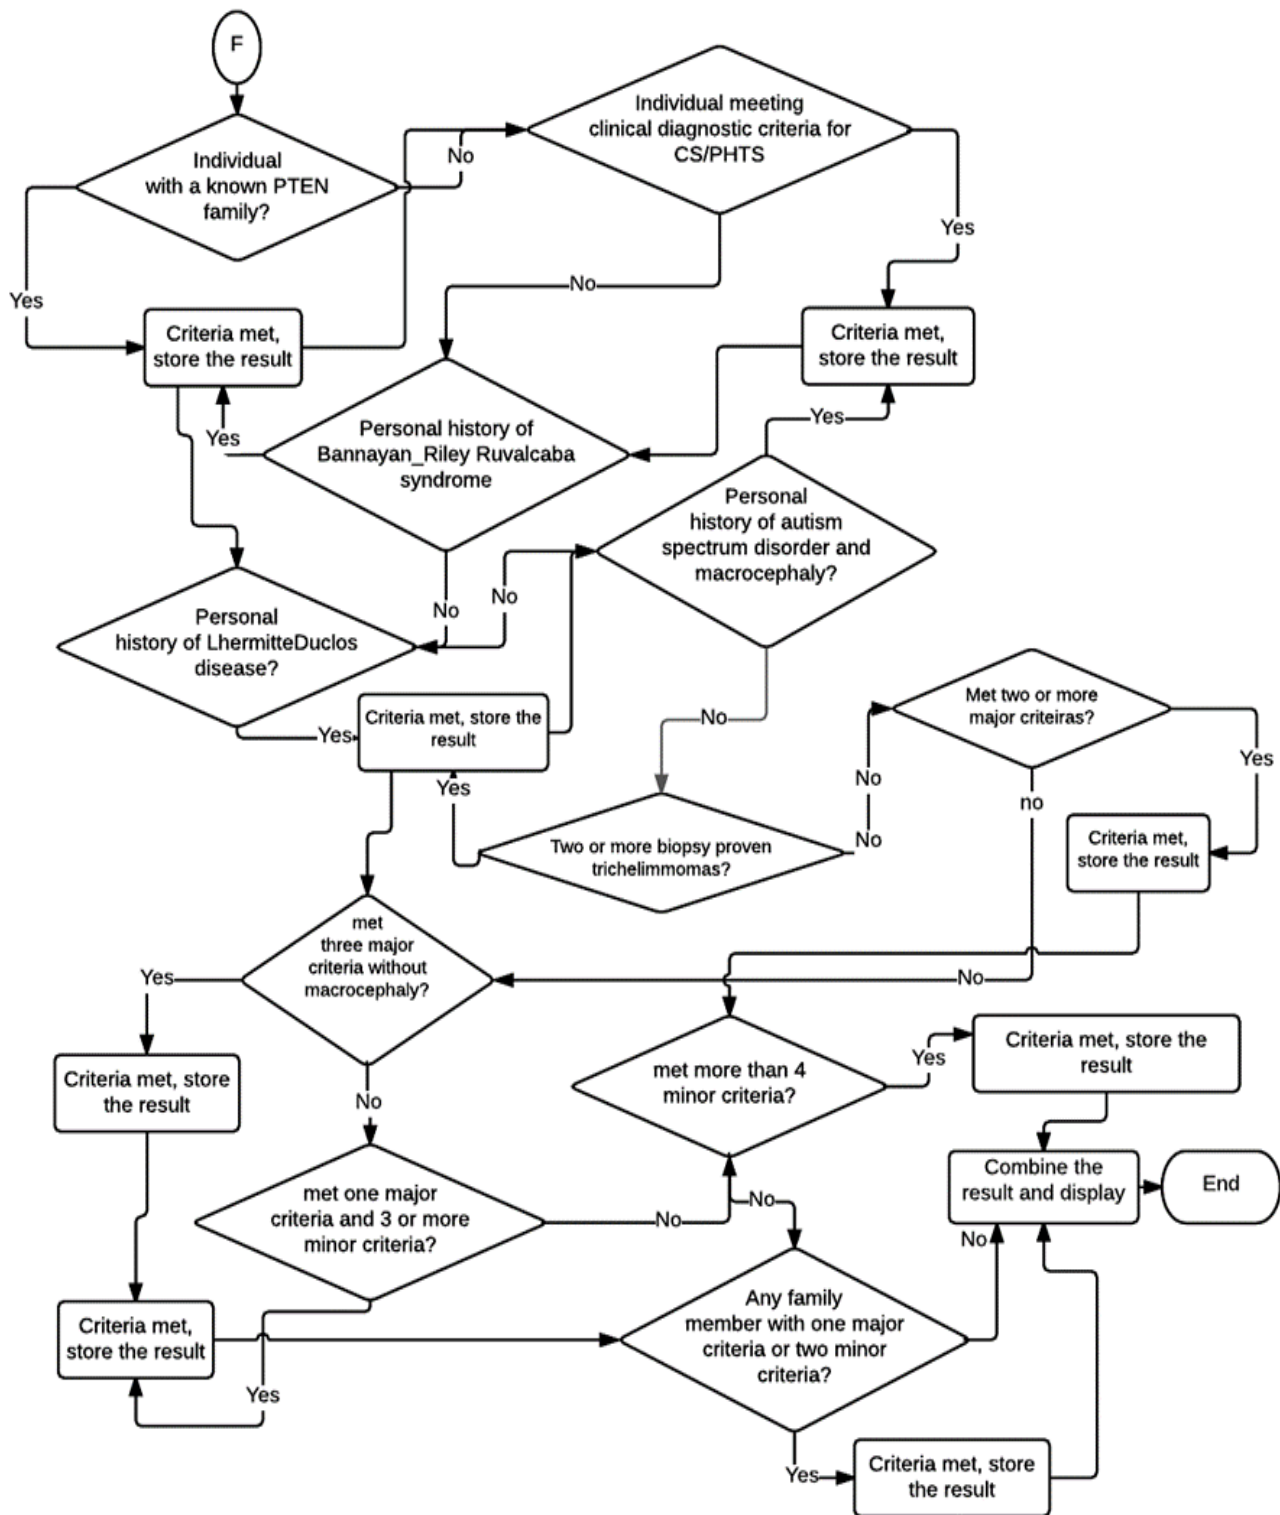 F
Individual
with a known PTEN
family?
No
Individual meeting
clinical diagnostic criteria for
CS/PHTS
Yes
Yes
No
Criteria met,
store the result
Criteria met,
store the result
Yes
Personal history of
Bannayan_Riley Ruvalcaba
syndrome
Yes
Personal
history of autism
spectrum disorder and
macrocephaly?
No
No
Personal
history of LhermitteDuclos
disease?
Yes
Criteria met, store the
result
No
Met two or more
major criteiras?
Yes
Yes
No
no
Two or more biopsy proven
trichelimmomas?
No
Criteria met,
store the result
met
three major
criteria without
macrocephaly?
Yes
No
Criteria met, store
the result
No
met more than 4
minor criteria?
Yes
Criteria met, store the
result
met one major
criteria and 3 or more
minor criteria?
No
No
Combine the
result and display
End
No
Criteria met,
store the result
Yes
Any family
member with one major
criteria or two minor
criteria?
Yes
Criteria met, store
the result